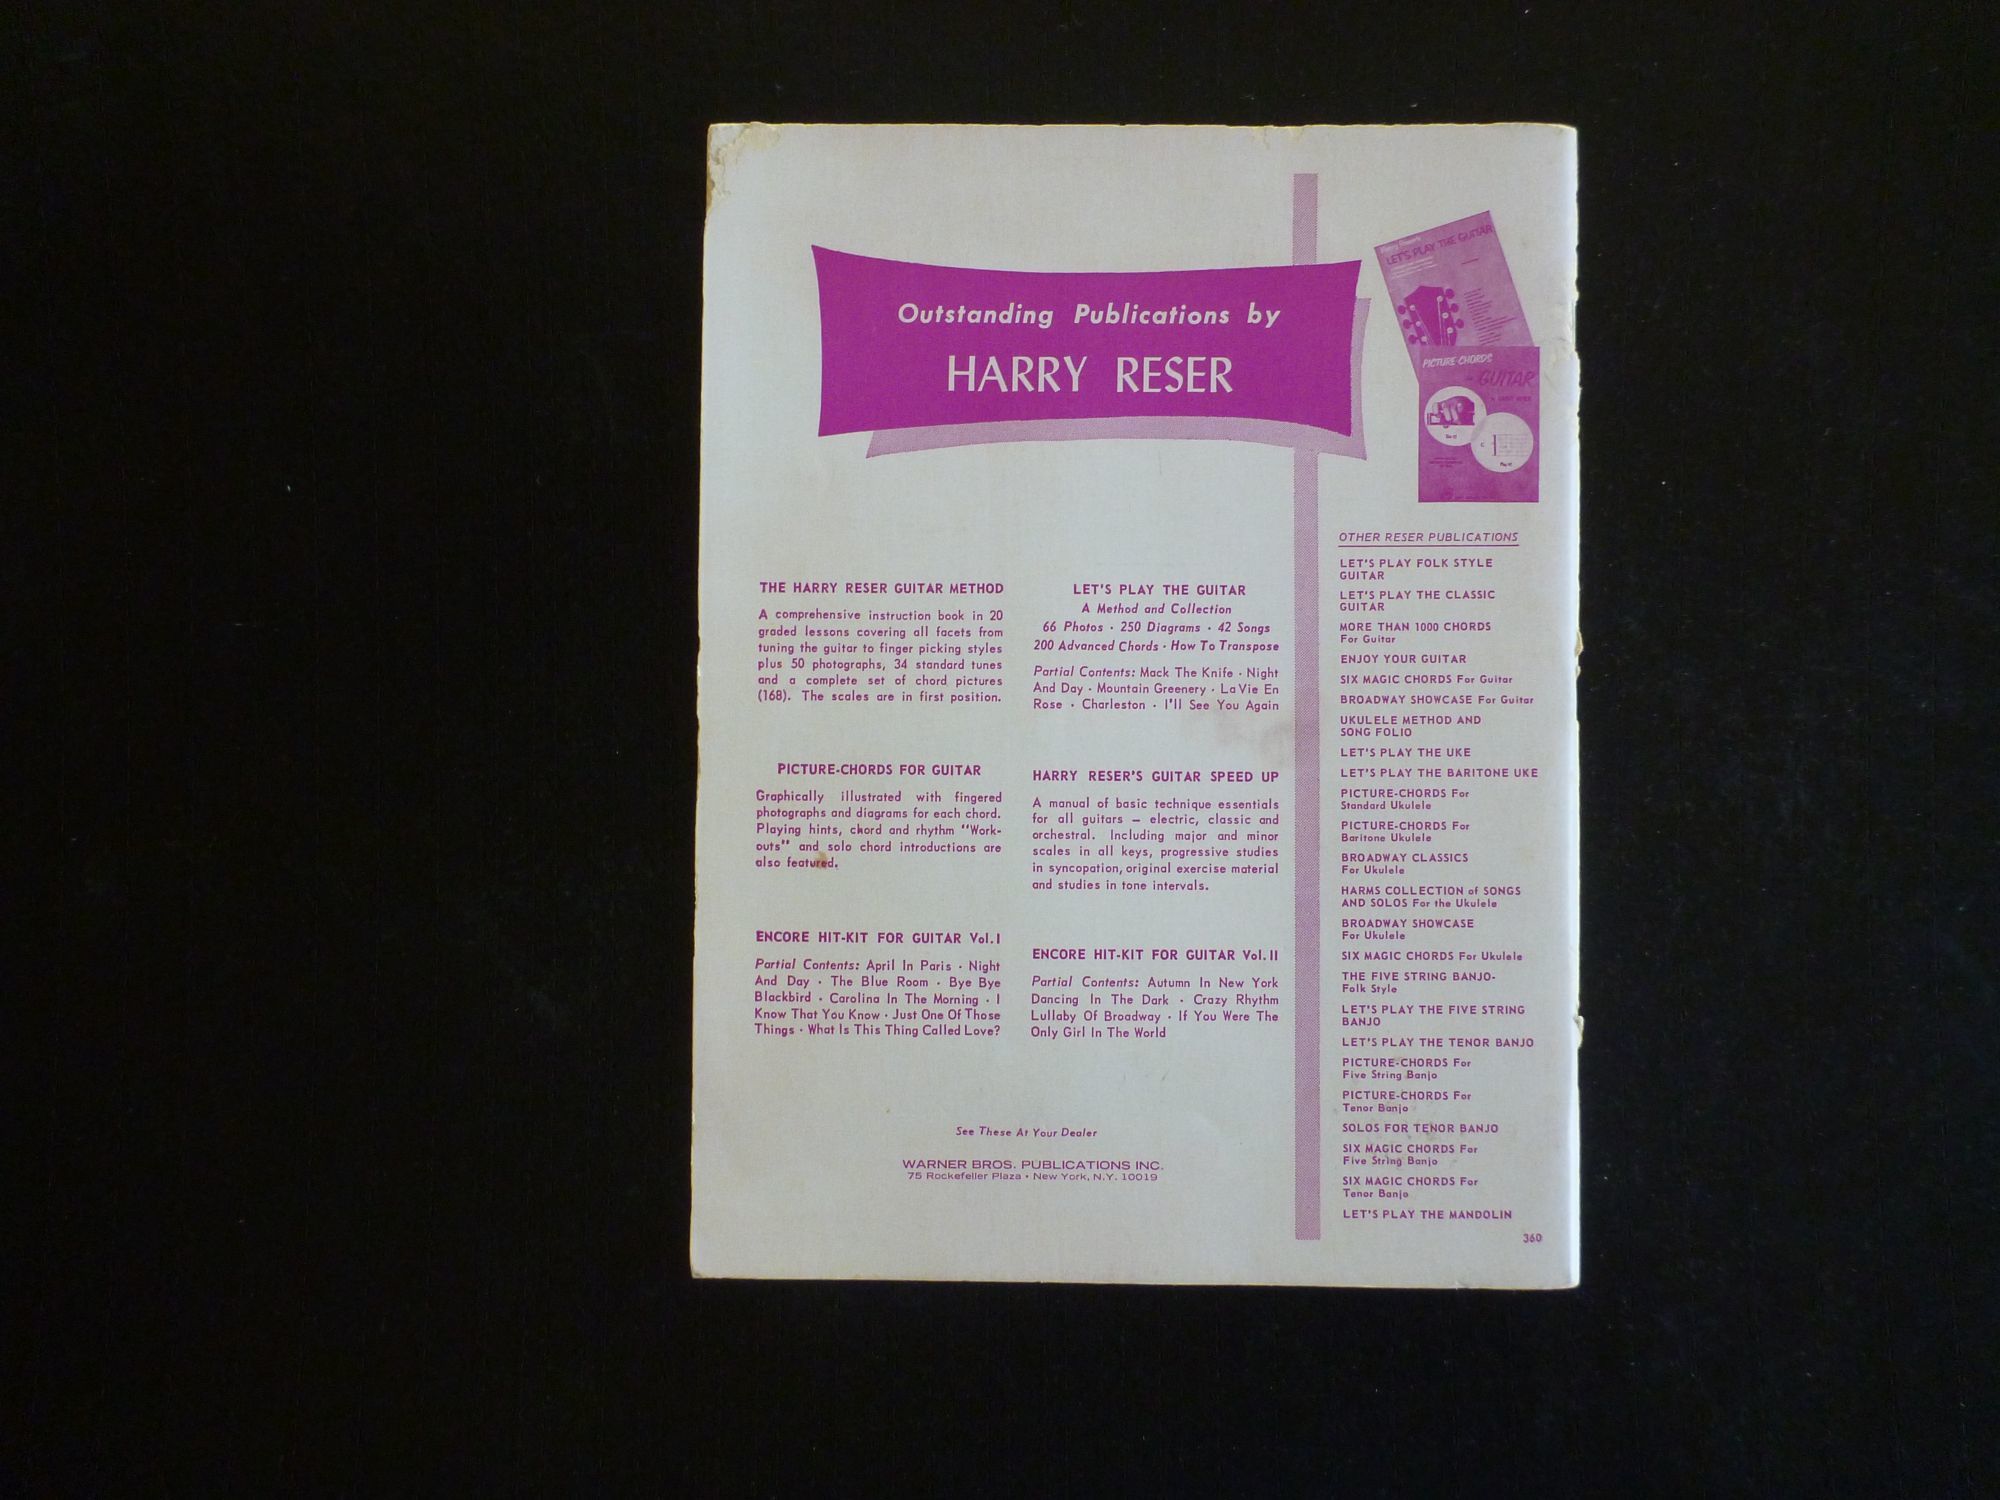 Outstanding Publications by
HARRY RESER
LET'S PLAY THE GUITAR
PICTURE-CHORDS
GUITAR
THE HARRY RESER GUITAR METHOD
A comprehensive instruction book in 20
graded lessons covering all facets from
tuning the guitar to finger picking styles
plus 50 photographs, 34 standard tunes
and a complete set of chord pictures
(168). The scales are in first position.
PICTURE-CHORDS FOR GUITAR
Graphically illustrated with fingered
photographs and diagrams for each chord.
Playing hints, chord and rhythm "Work-
outs" and solo chord introductions are
also featured.
ENCORE HIT-KIT FOR GUITAR Vol. I
Partial Contents: April In Paris · Night
And Day · The Blue Room · Bye Bye
Blackbird · Carolina In The Morning · I
Know That You Know · Just One Of Those
Things · What Is This Thing Called Love?
LET'S PLAY THE GUITAR
A Method and Collection
66 Photos · 250 Diagrams · 42 Songs
200 Advanced Chords · How To Transpose
Partial Contents: Mack The Knife · Night
And Day · Mountain Greenery · La Vie En
Rose · Charleston · I'll See You Again
HARRY RESER'S GUITAR SPEED UP
A manual of basic technique essentials
for all guitars — electric, classic and
orchestral. Including major and minor
scales in all keys, progressive studies
in syncopation, original exercise material
and studies in tone intervals.
ENCORE HIT-KIT FOR GUITAR Vol. II
Partial Contents: Autumn In New York
Dancing In The Dark · Crazy Rhythm
Lullaby Of Broadway · If You Were The
Only Girl In The World
See These At Your Dealer
WARNER BROS. PUBLICATIONS INC.
75 Rockefeller Plaza • New York, N.Y. 10019
OTHER RESER PUBLICATIONS
LET'S PLAY FOLK STYLE
GUITAR
LET'S PLAY THE CLASSIC
GUITAR
MORE THAN 1000 CHORDS
For Guitar
ENJOY YOUR GUITAR
SIX MAGIC CHORDS For Guitar
BROADWAY SHOWCASE For Guitar
UKULELE METHOD AND
SONG FOLIO
LET'S PLAY THE UKE
LET'S PLAY THE BARITONE UKE
PICTURE-CHORDS For
Standard Ukulele
PICTURE-CHORDS For
Baritone Ukulele
BROADWAY CLASSICS
For Ukulele
HARMS COLLECTION of SONGS
AND SOLOS For the Ukulele
BROADWAY SHOWCASE
For Ukulele
SIX MAGIC CHORDS For Ukulele
THE FIVE STRING BANJO-
Folk Style
LET'S PLAY THE FIVE STRING
BANJO
LET'S PLAY THE TENOR BANJO
PICTURE-CHORDS For
Five String Banjo
PICTURE-CHORDS For
Tenor Banjo
SOLOS FOR TENOR BANJO
SIX MAGIC CHORDS For
Five String Banjo
SIX MAGIC CHORDS For
Tenor Banjo
LET'S PLAY THE MANDOLIN
360